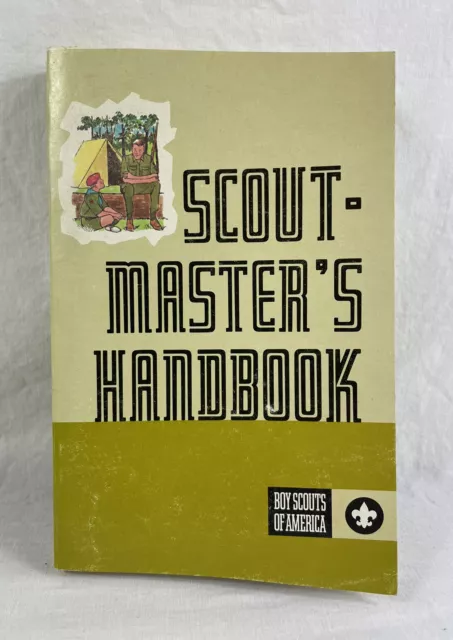 SCOUT-
MASTER'S
HANDBOOK
BOY SCOUTS
OF AMERICA